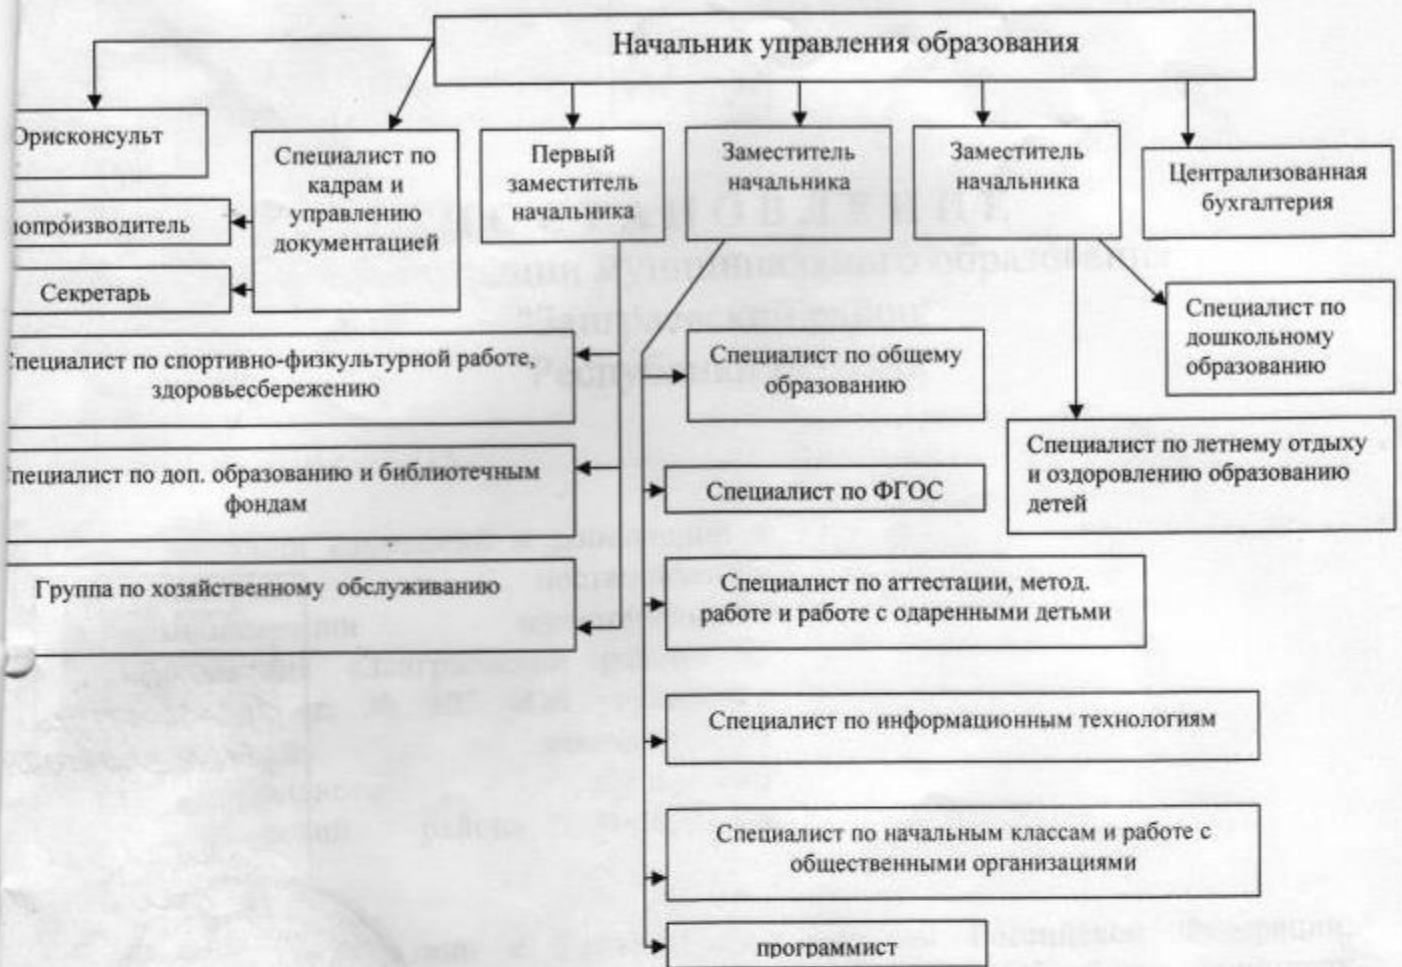 Начальник управления образования
Юрисконсульт
Специалист по
кадрам и
управлению
документацией
Первый
заместитель
начальника
Заместитель
начальника
Заместитель
начальника
Централизованная
бухгалтерия
лопроизводитель
Секретарь
Специалист по спортивно-физкультурной работе,
здоровьесбережению
Специалист по общему
образованию
Специалист по
дошкольному
образованию
Специалист по доп. образованию и библиотечным
фондам
Специалист по ФГОС
Специалист по летнему отдыху
и оздоровлению образованию
детей
Группа по хозяйственному обслуживанию
Специалист по аттестации, метод.
работе и работе с одаренными детьми
Специалист по информационным технологиям
Специалист по начальным классам и работе с
общественными организациями
программист